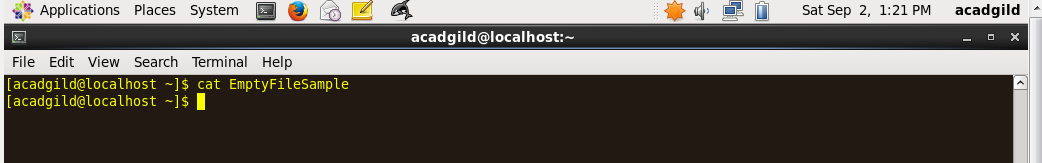 Applications Places System Sat Sep 2, 1:21 PM acadgild
acadgild@localhost:~
File Edit View Search Terminal Help
[acadgild@localhost ~]$ cat EmptyFileSample
[acadgild@localhost ~]$